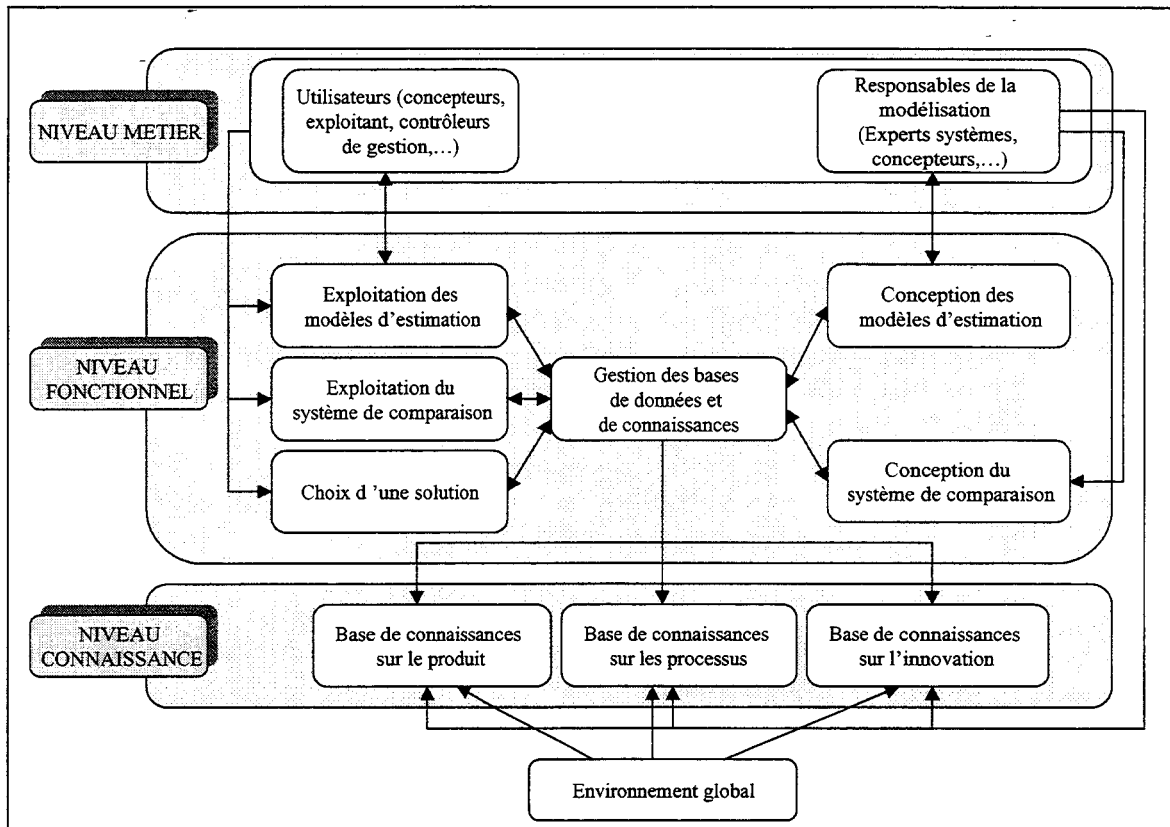 NIVEAU METIER
Utilisateurs (concepteurs,
exploitant, contrôleurs
de gestion,…)
Responsables de la
modélisation
(Experts systèmes,
concepteurs,…)
NIVEAU
FONCTIONNEL
Exploitation des
modèles d’estimation
Exploitation du
système de comparaison
Choix d ’une solution
Gestion des bases
de données et
de connaissances
Conception des
modèles d’estimation
Conception du
système de comparaison
NIVEAU
CONNAISSANCE
Base de connaissances
sur le produit
Base de connaissances
sur les processus
Base de connaissances
sur l’innovation
Environnement global